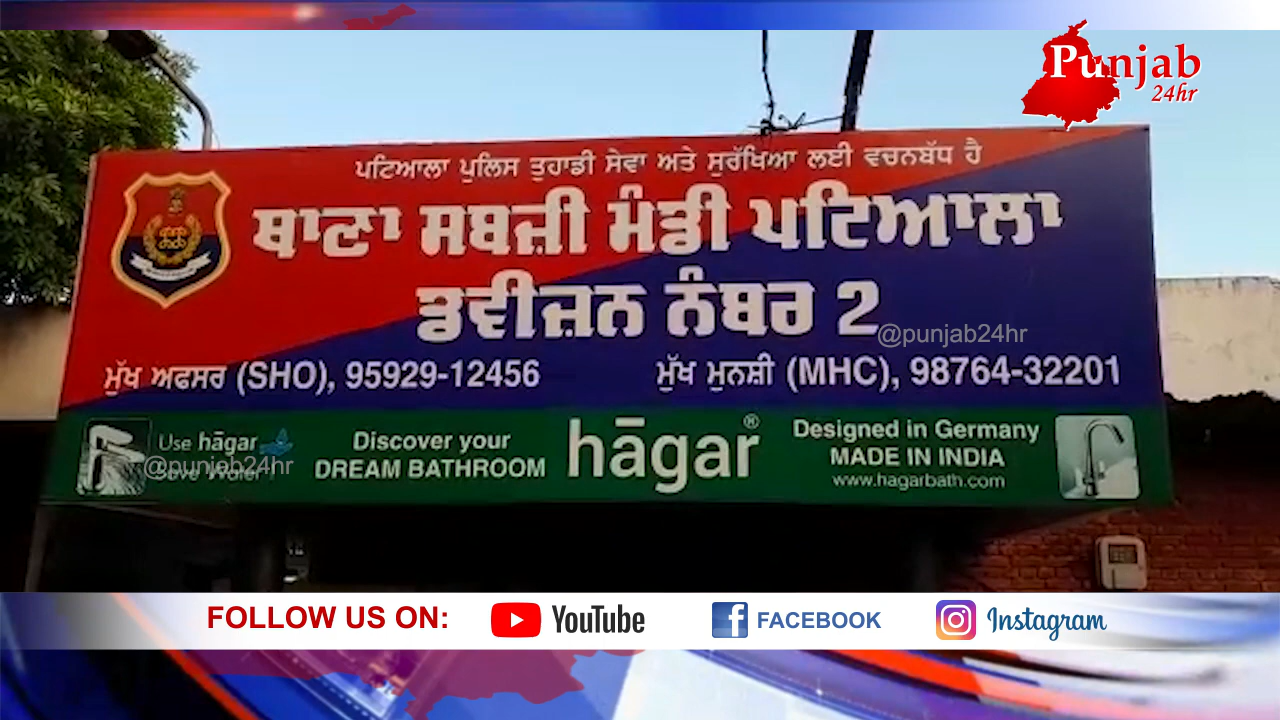 Punjab
24hr
ਪਟਿਆਲਾ ਪੁਲਿਸ ਤੁਹਾਡੀ ਸੇਵਾ ਅਤੇ ਸੁਰੱਖਿਆ ਲਈ ਵਚਨਬੱਧ ਹੈ
ਥਾਣਾ ਸਬਜ਼ੀ ਮੰਡੀ ਪਟਿਆਲਾ
ਡਵੀਜ਼ਨ ਨੰਬਰ 2
@punjab24hr
ਮੁੱਖ ਅਫਸਰ (SHO), 95929-12456
ਮੁੱਖ ਮੁਨਸ਼ੀ (MHC), 98764-32201
Use hāgar
Save Water
@punjab24hr
Discover your
DREAM BATHROOM
hāgar®
Designed in Germany
MADE IN INDIA
www.hagarbath.com
FOLLOW US ON: YouTube FACEBOOK Instagram